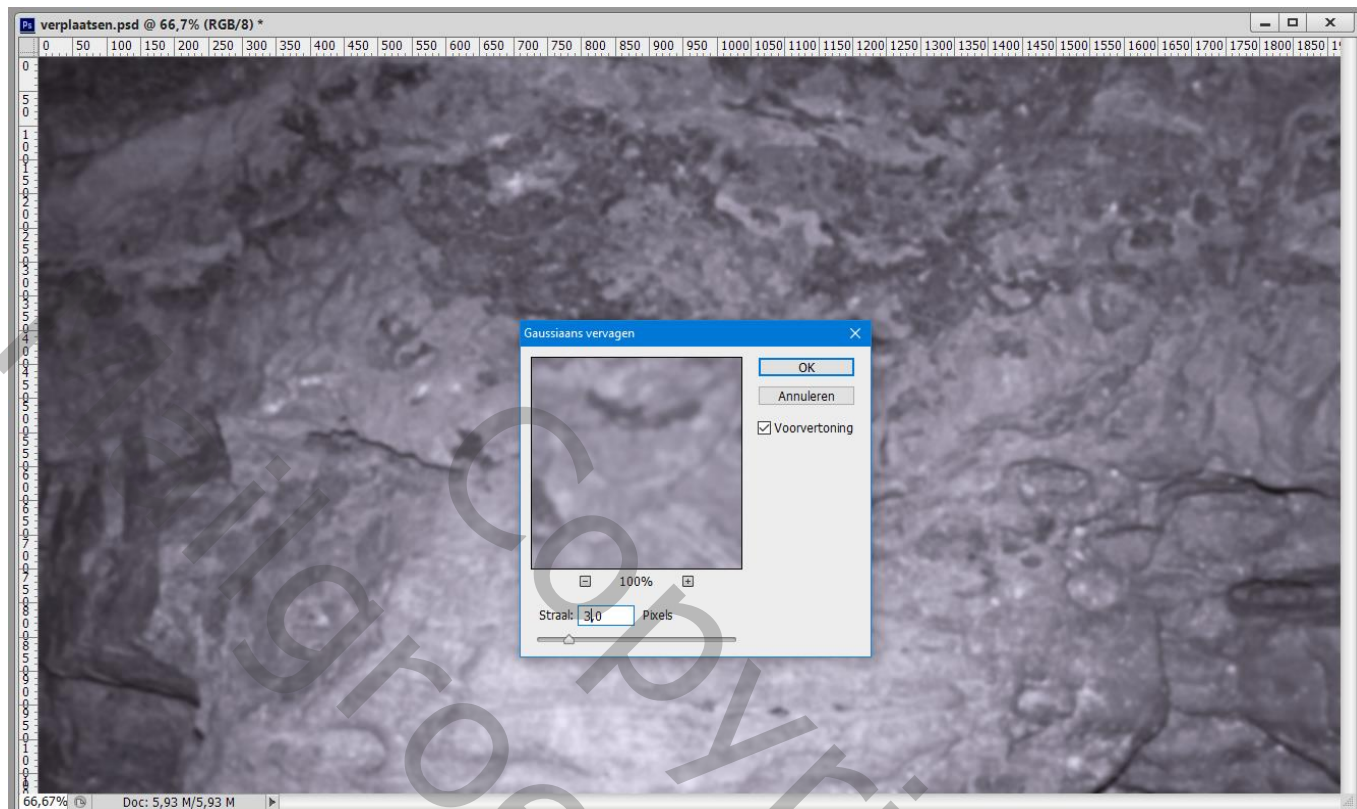 Ps verplaatsen.psd @ 66,7% (RGB/8) *
0 50 100 150 200 250 300 350 400 450 500 550 600 650 700 750 800 850 900 950 1000 1050 1100 1150 1200 1250 1300 1350 1400 1450 1500 1550 1600 1650 1700 1750 1800 1850
Gaussiaans vervagen
OK
Annuleren
Voorvertoning
100%
Straal: 3,0 Pixels
Copyri
66,67% Doc: 5,93 M/5,93 M